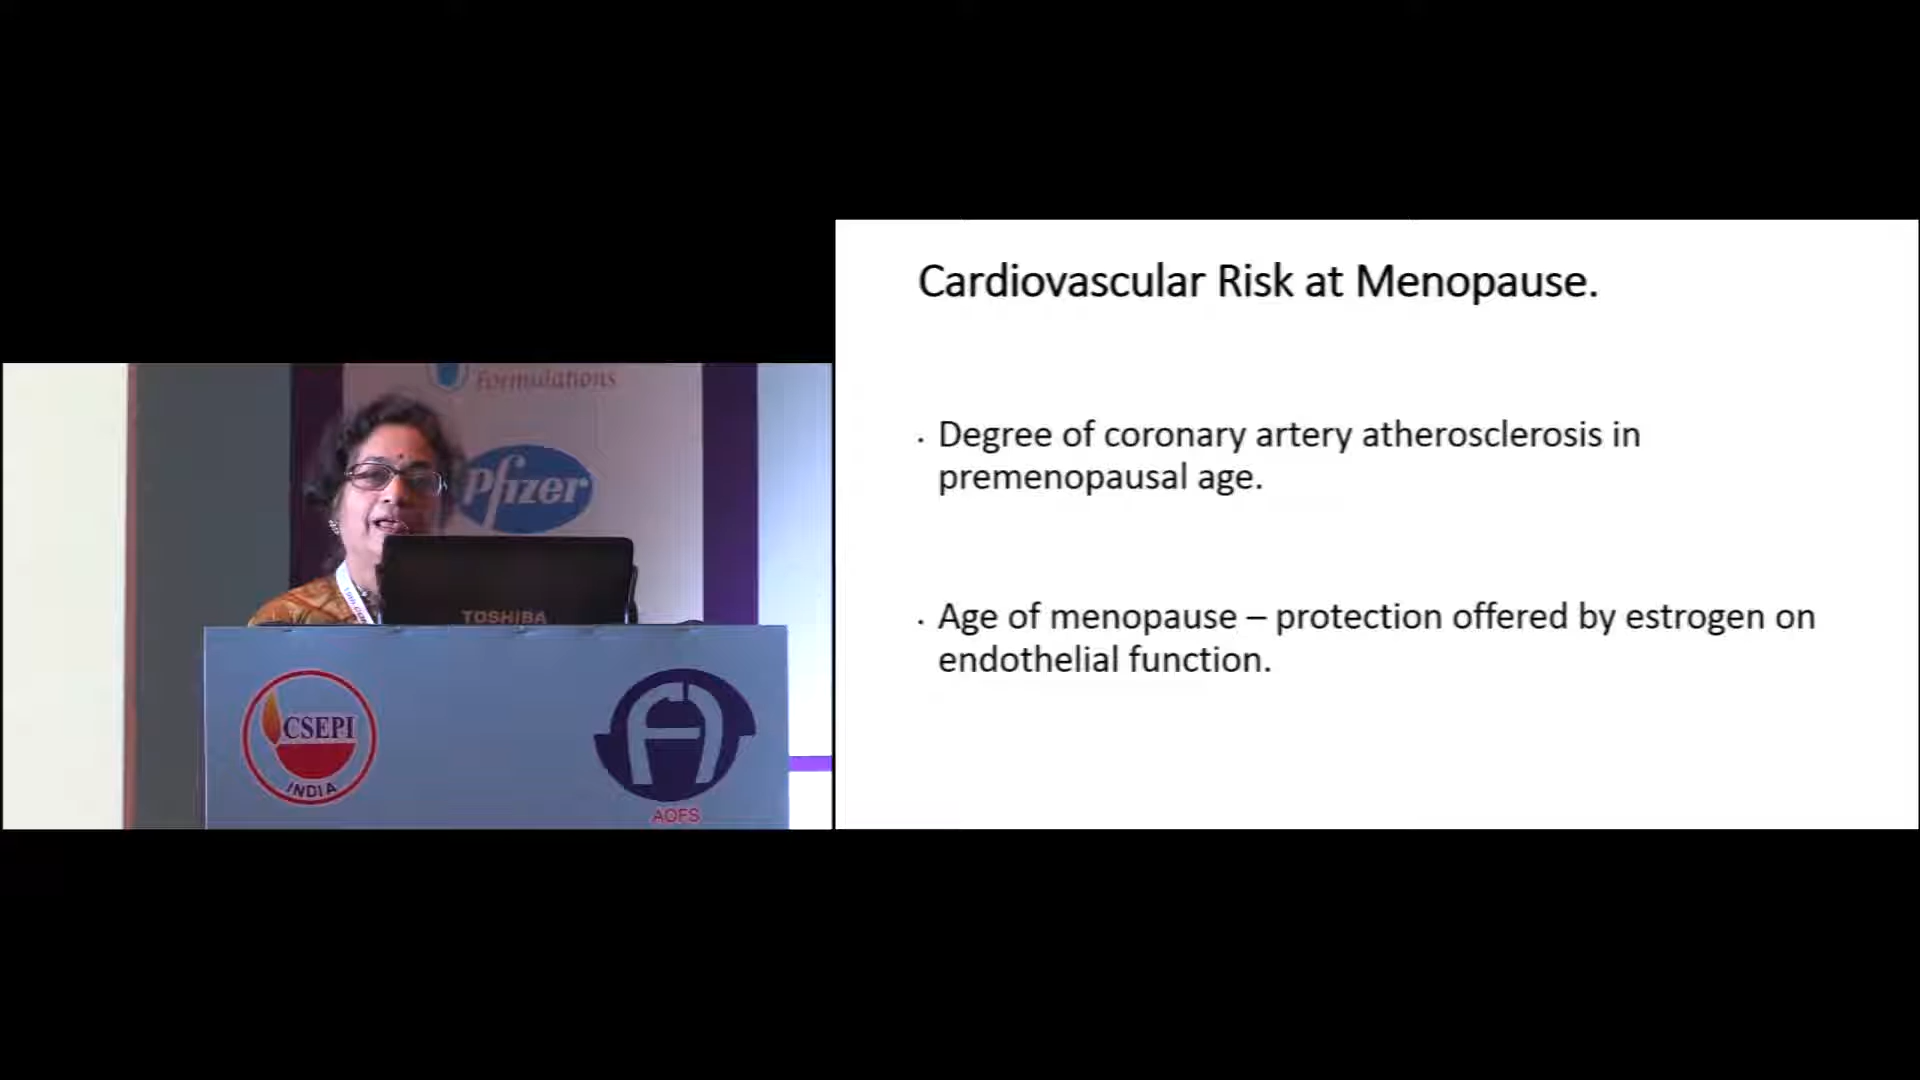 Formulations
Pfizer
TOSHIBA
CSEPI
INDIA
AOFS
Cardiovascular Risk at Menopause.
· Degree of coronary artery atherosclerosis in
premenopausal age.
· Age of menopause – protection offered by estrogen on
endothelial function.